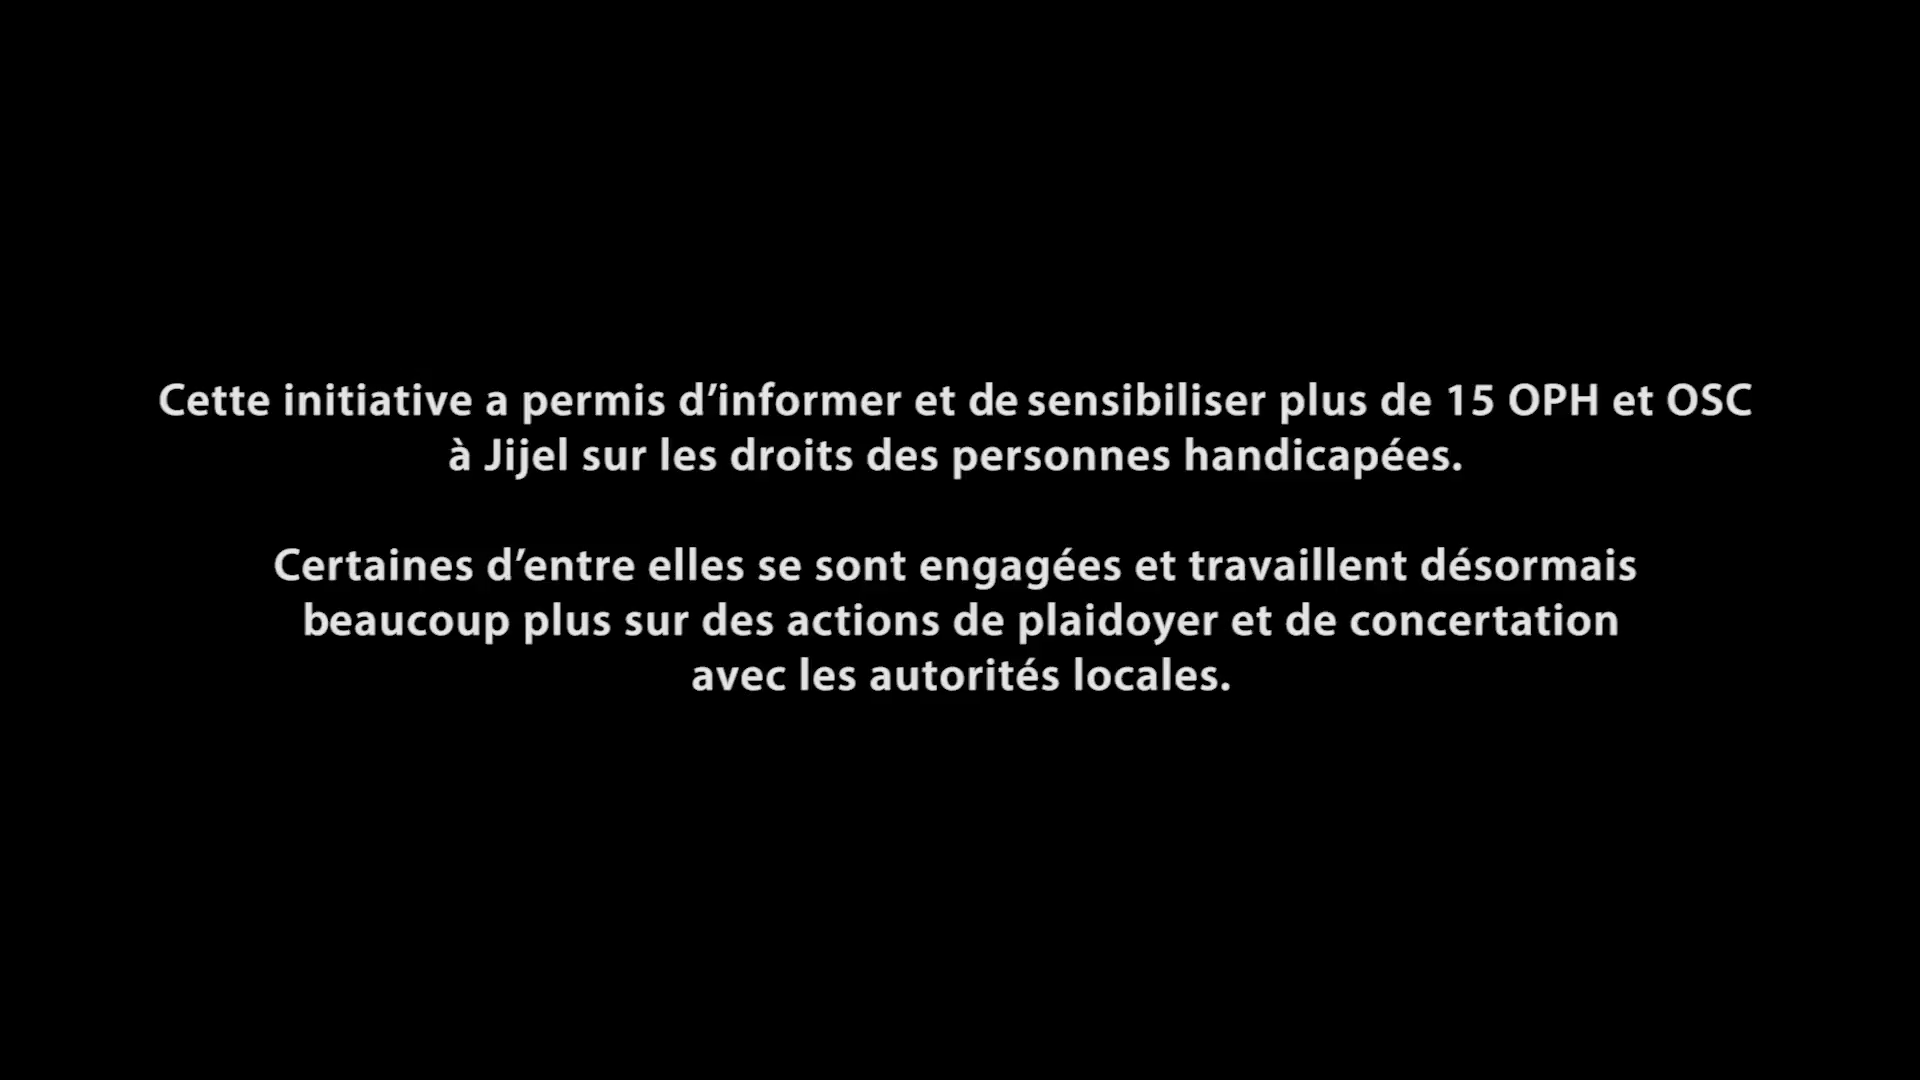 Cette initiative a permis d’informer et de sensibiliser plus de 15 OPH et OSC
à Jijel sur les droits des personnes handicapées.
Certaines d’entre elles se sont engagées et travaillent désormais
beaucoup plus sur des actions de plaidoyer et de concertation
avec les autorités locales.